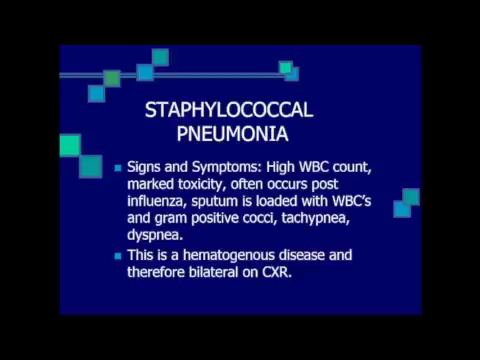 STAPHYLOCOCCAL
PNEUMONIA
Signs and Symptoms: High WBC count,
marked toxicity, often occurs post
influenza, sputum is loaded with WBC's
and gram positive cocci, tachypnea,
dyspnea.
This is a hematogenous disease and
therefore bilateral on CXR.